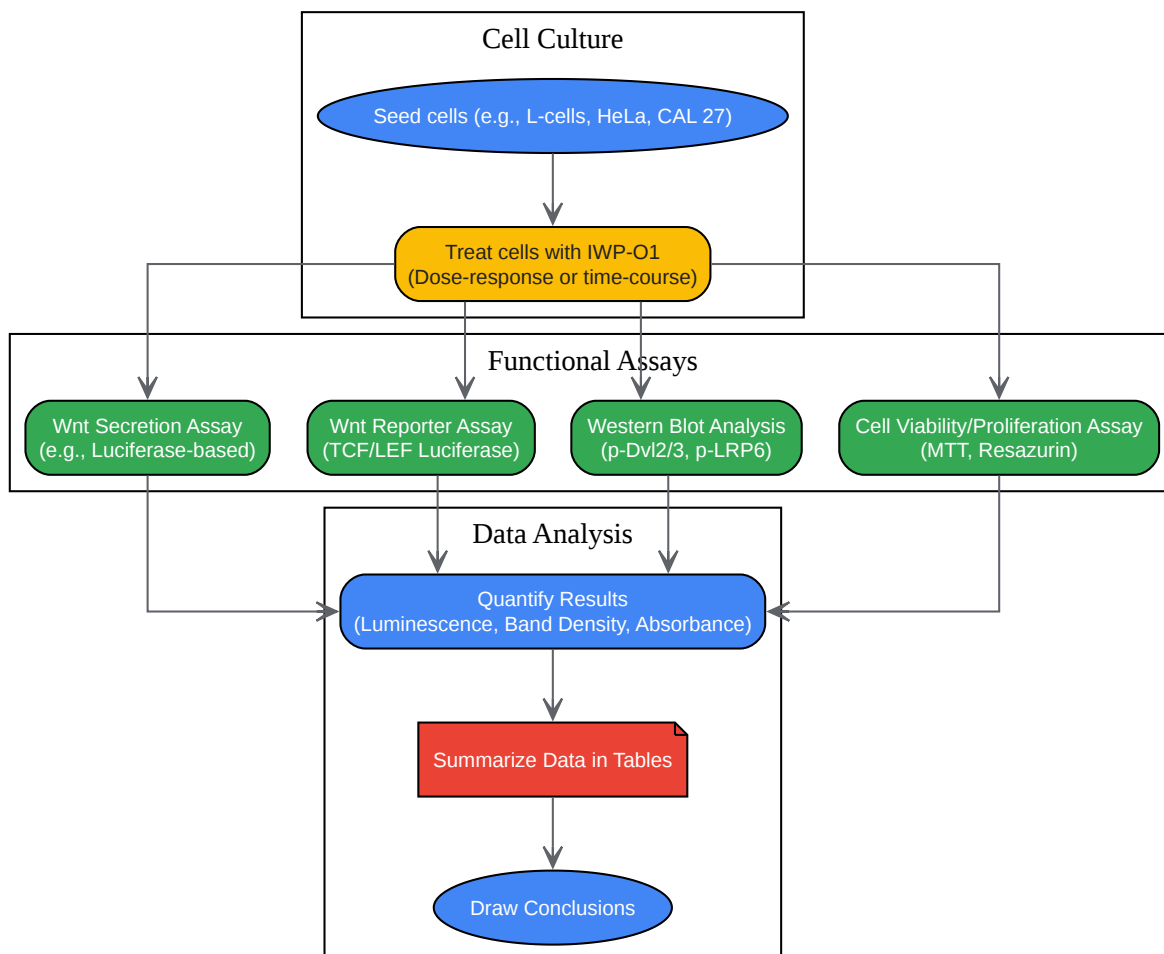 Cell Culture
Seed cells (e.g., L-cells, HeLa, CAL 27)
Treat cells with IWP-O1
(Dose-response or time-course)
Functional Assays
Wnt Secretion Assay
(e.g., Luciferase-based)
Wnt Reporter Assay
(TCF/LEF Luciferase)
Western Blot Analysis
(p-Dvl2/3, p-LRP6)
Cell Viability/Proliferation Assay
(MTT, Resazurin)
Data Analysis
Quantify Results
(Luminescence, Band Density, Absorbance)
Summarize Data in Tables
Draw Conclusions